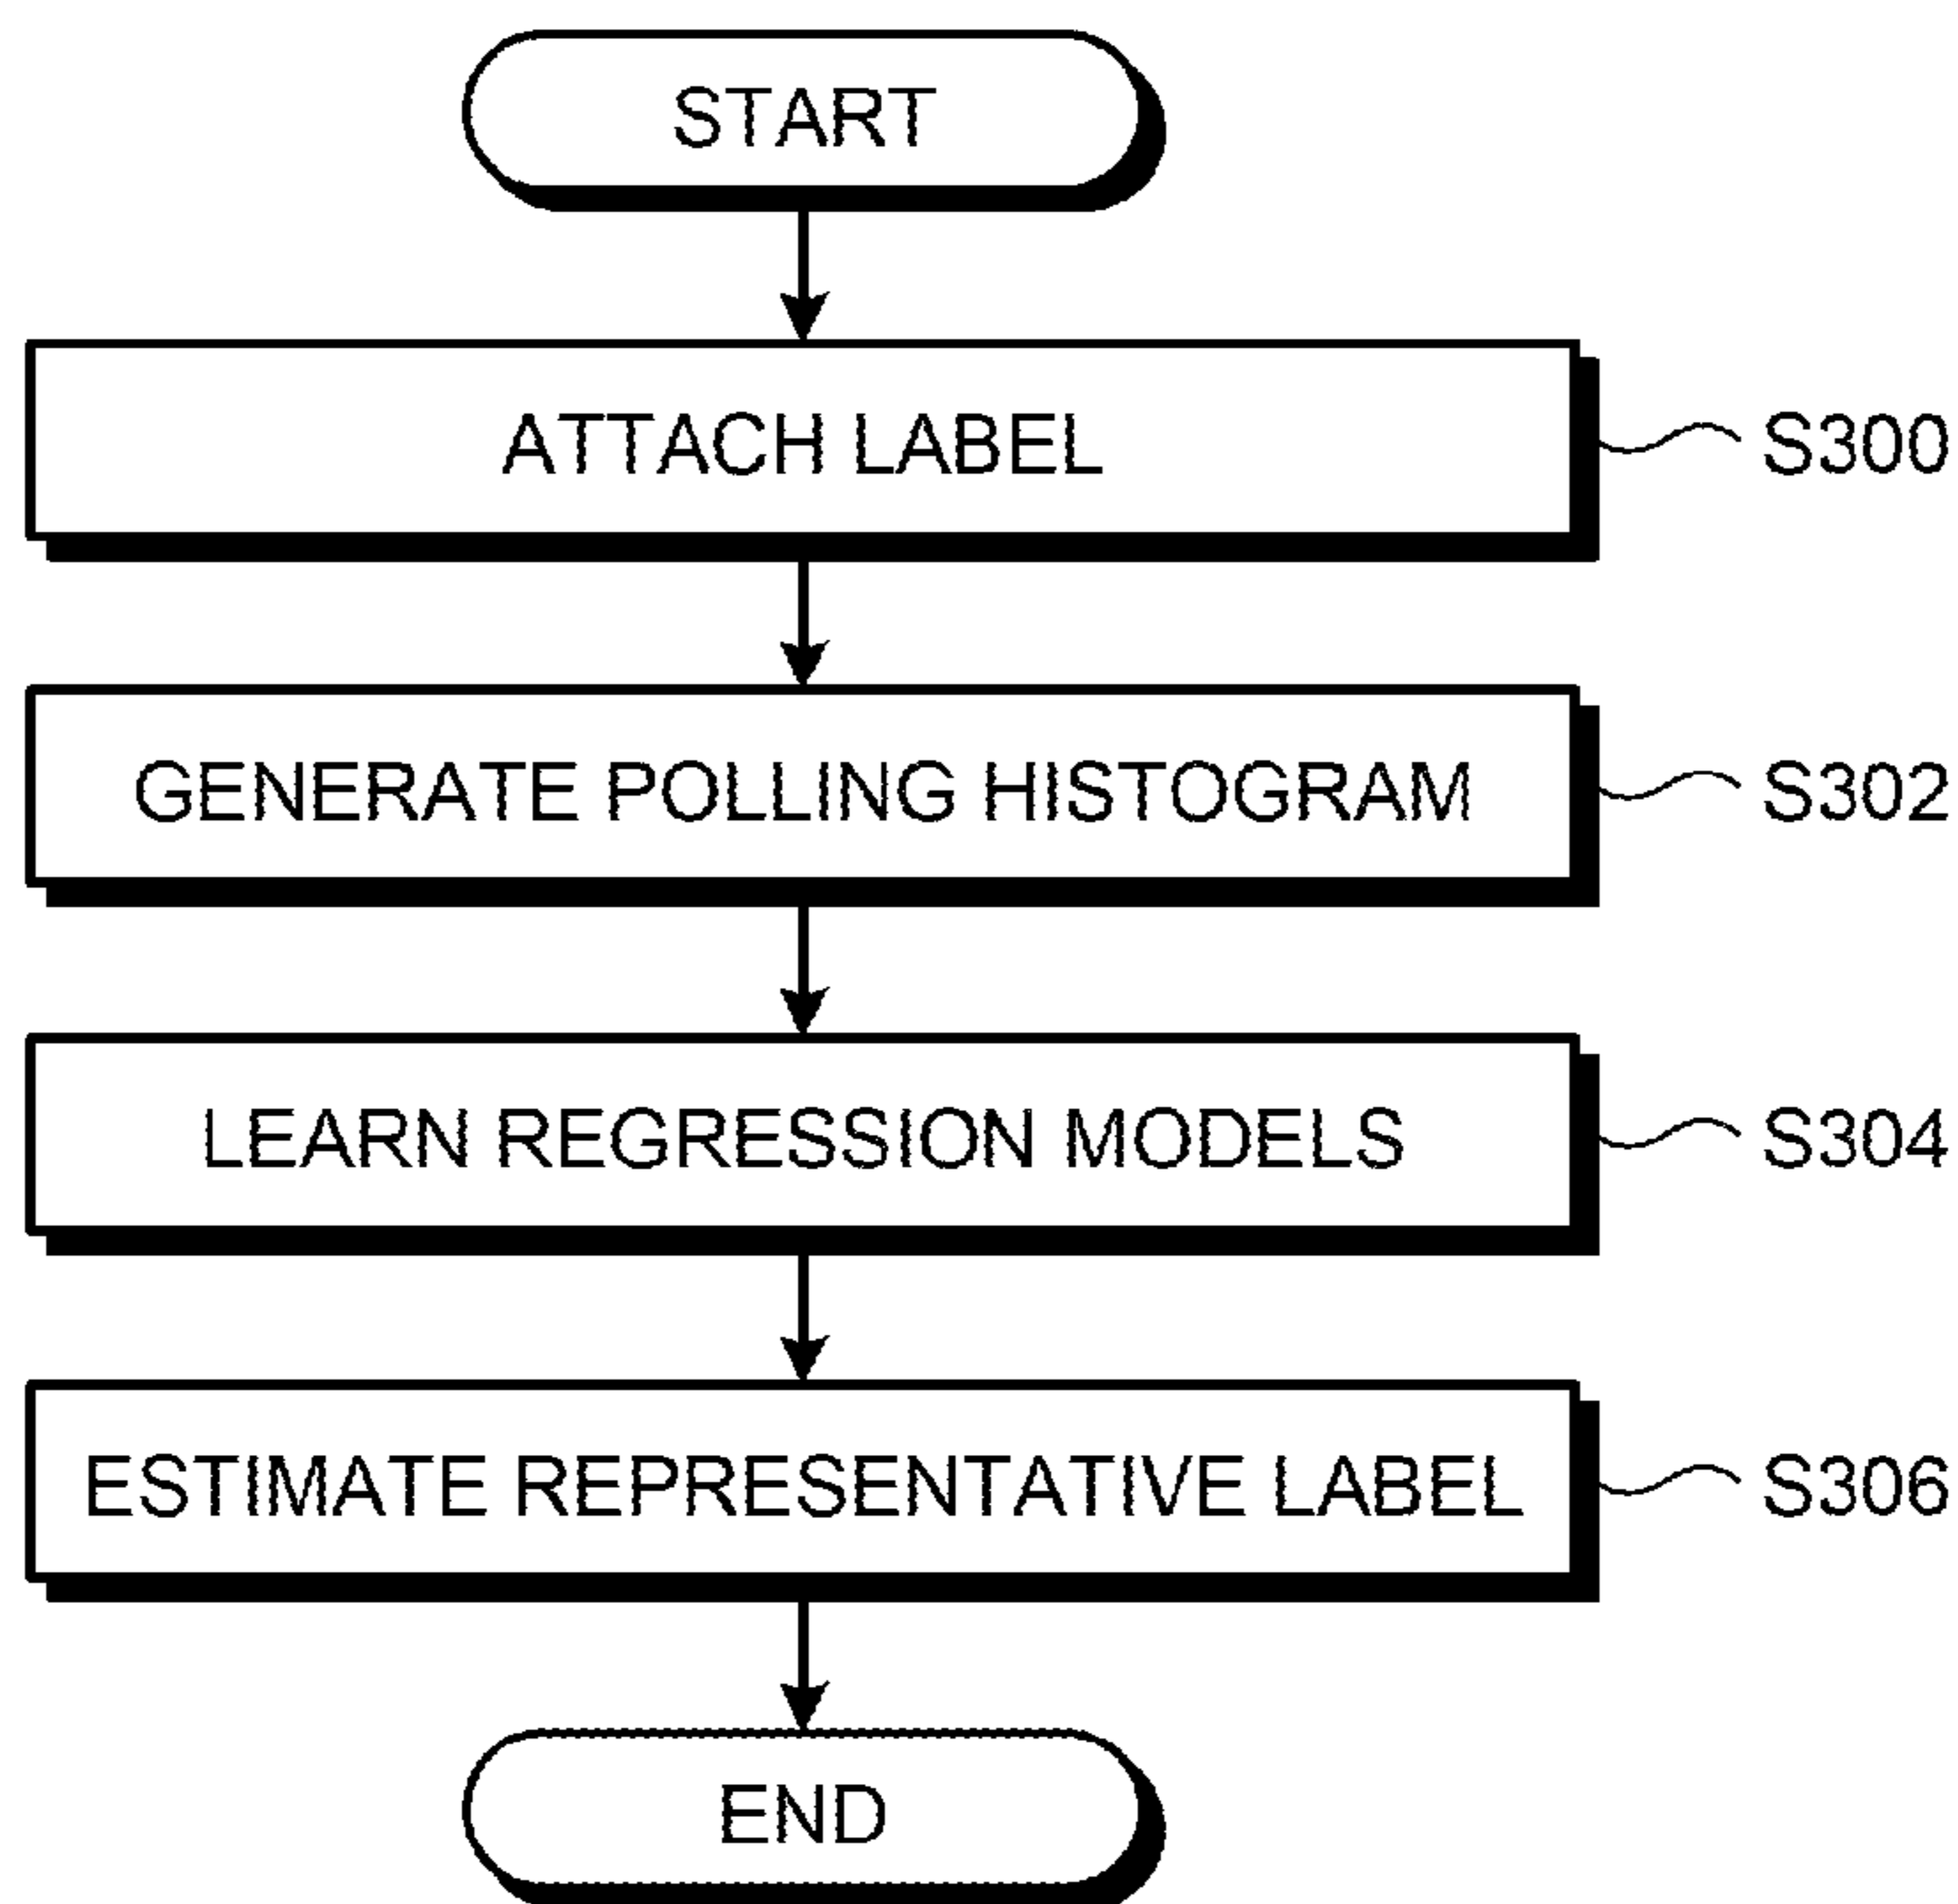 START
ATTACH LABEL S300
GENERATE POLLING HISTOGRAM S302
LEARN REGRESSION MODELS S304
ESTIMATE REPRESENTATIVE LABEL S306
END